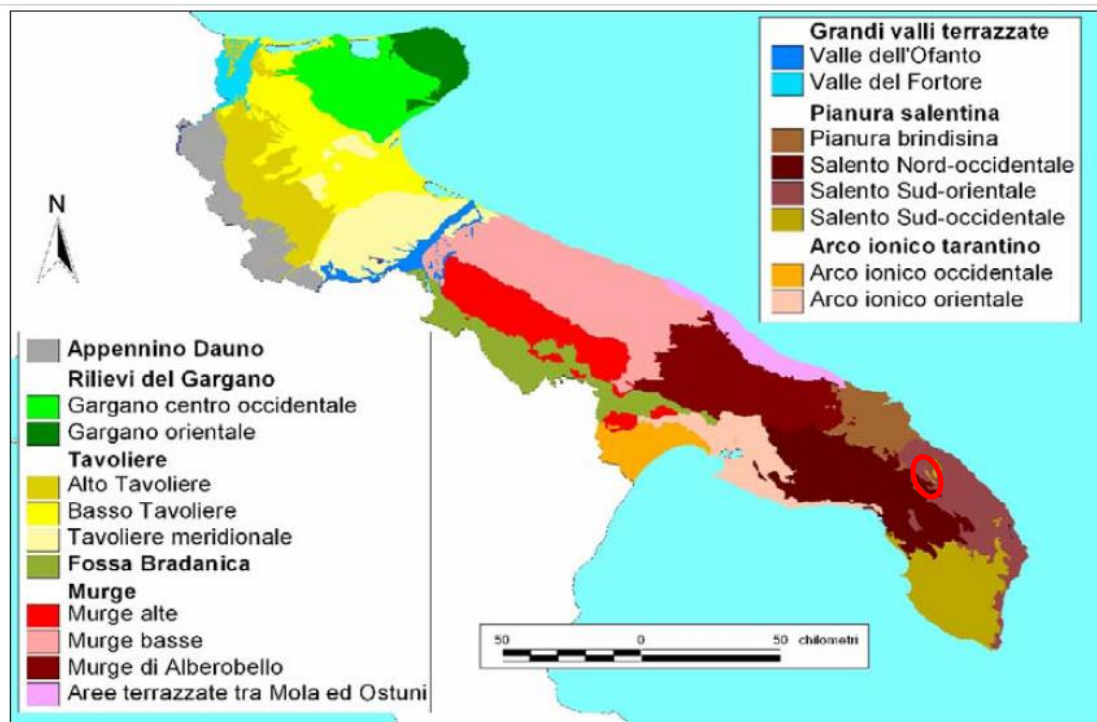 Grandi valli terrazzate
Valle dell'Ofanto
Valle del Fortore
Pianura salentina
Pianura brindisina
Salento Nord-occidentale
Salento Sud-orientale
Salento Sud-occidentale
Arco ionico tarantino
Arco ionico occidentale
Arco ionico orientale
N
Appennino Dauno
Rilievi del Gargano
Gargano centro occidentale
Gargano orientale
Tavoliere
Alto Tavoliere
Basso Tavoliere
Tavoliere meridionale
Fossa Bradanica
Murge
Murge alte
Murge basse
Murge di Alberobello
Aree terrazzate tra Mola ed Ostuni
50 0 50 chilometri